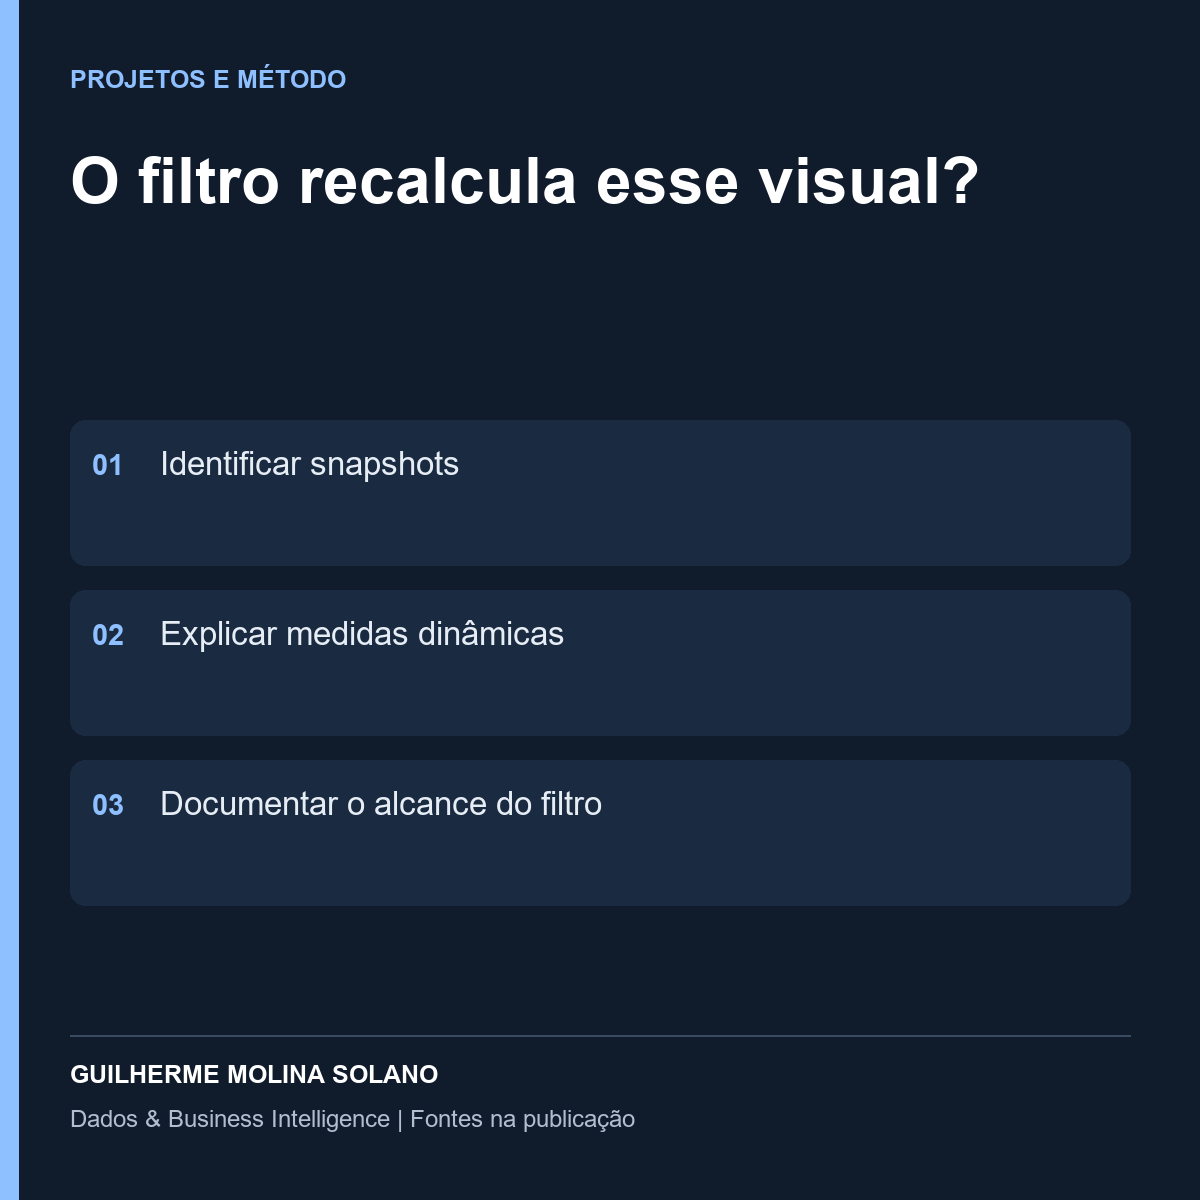 PROJETOS E MÉTODO
O filtro recalcula esse visual?
01 Identificar snapshots
02 Explicar medidas dinâmicas
03 Documentar o alcance do filtro
GUILHERME MOLINA SOLANO
Dados & Business Intelligence | Fontes na publicação